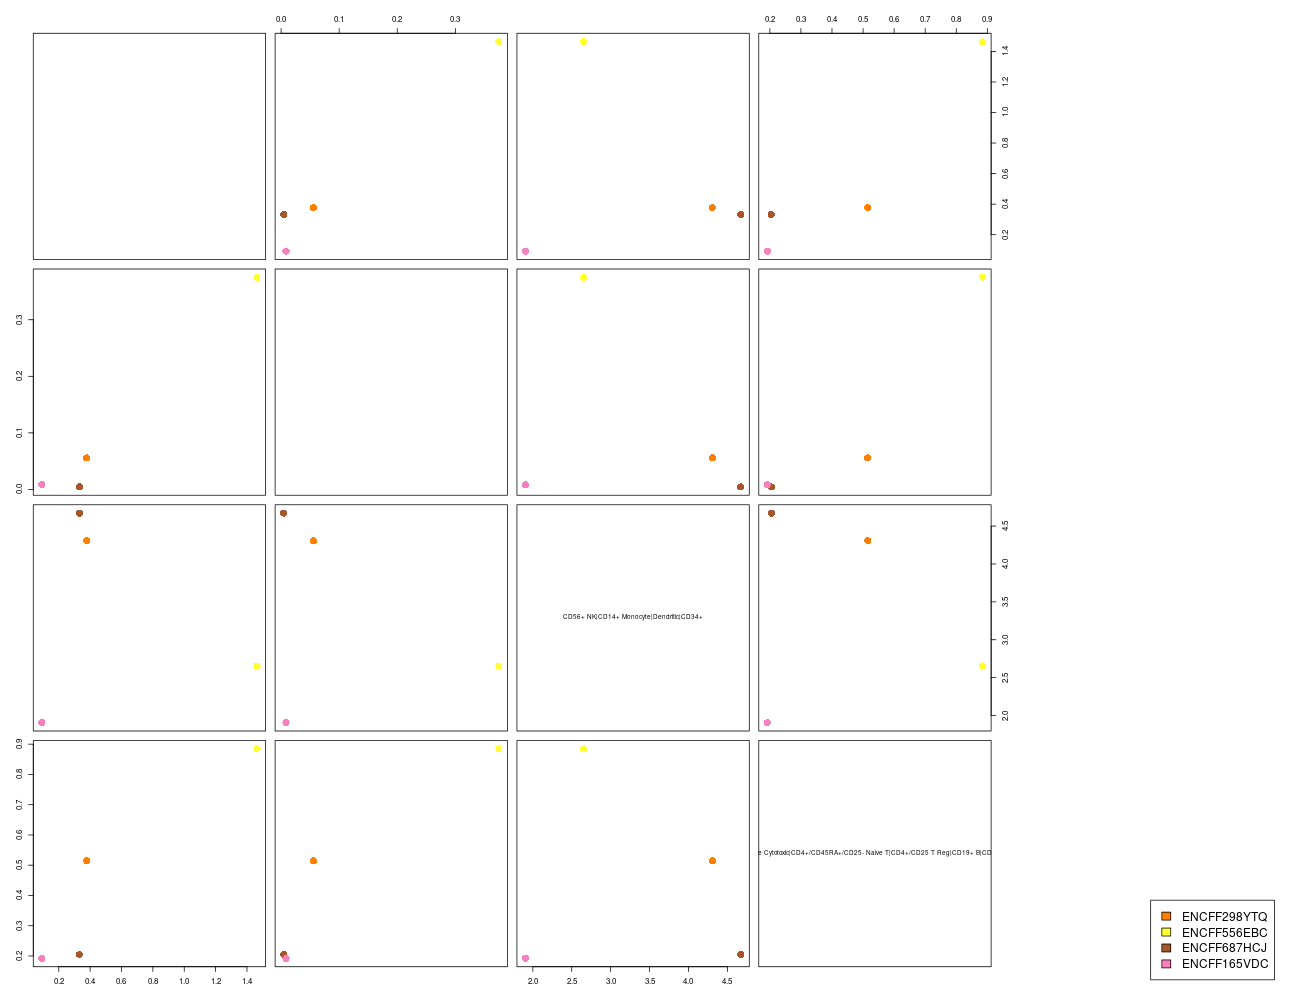 0.0 0.1 0.2 0.3
0.2 0.3 0.4 0.5 0.6 0.7 0.8 0.9
0.2 0.4 0.6 0.8 1.0 1.2 1.4
0.0 0.1 0.2 0.3
CD56+ NK|CD14+ Monocyte|Dendritic|CD34+
2.0 2.5 3.0 3.5 4.0 4.5
0.2 0.3 0.4 0.5 0.6 0.7 0.8 0.9
e Cytotoxic|CD4+/CD45RA+/CD25- Naive T|CD4+/CD25 T Reg|CD19+ B|CD
0.2 0.4 0.6 0.8 1.0 1.2 1.4
2.0 2.5 3.0 3.5 4.0 4.5
ENCFF298YTQ
ENCFF556EBC
ENCFF687HCJ
ENCFF165VDC